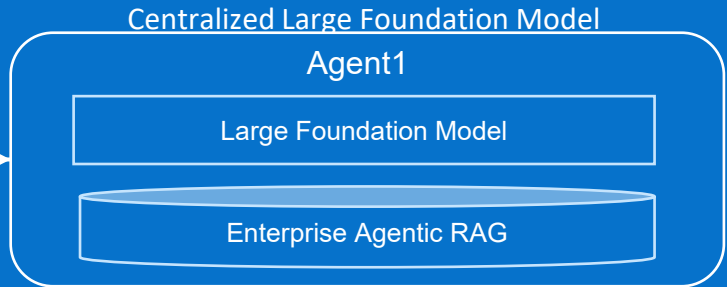 Centralized Large Foundation Model
Agent1
Large Foundation Model
Enterprise Agentic RAG